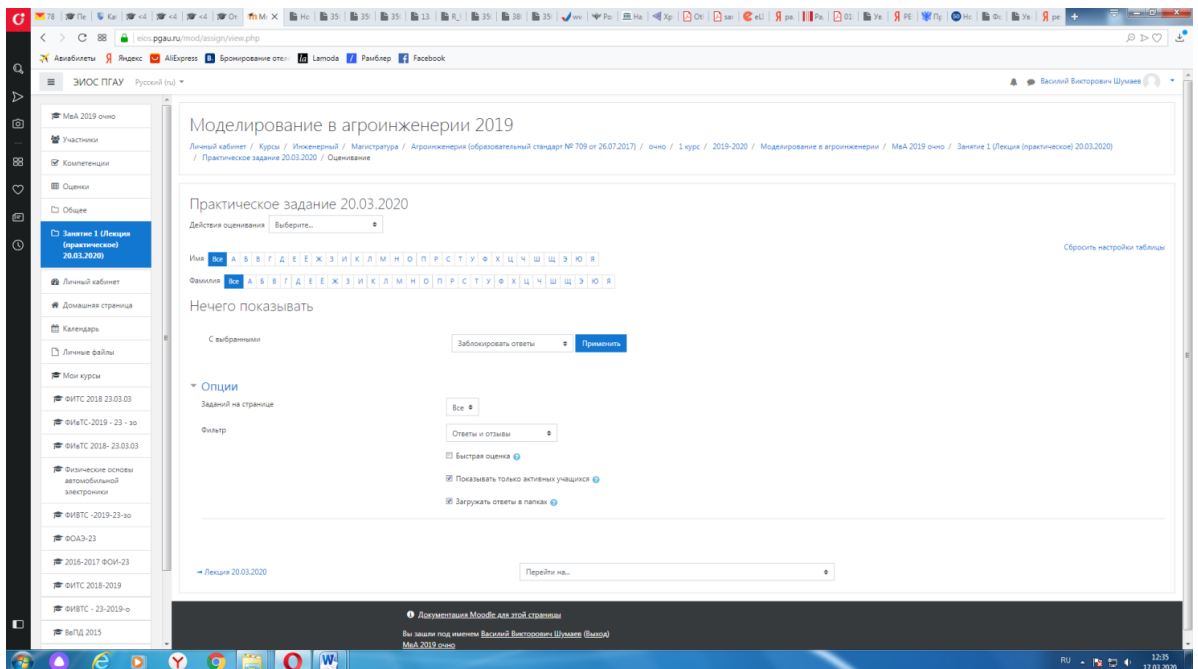 eios.pgau.ru/mod/assign/view.php
Авиабилеты Яндекс AliExpress Бронирование отел Lamoda Рамблер Facebook
ЭИОС ПГАУ Русский (ru)
Василий Викторович Шумаев
МвА 2019 очно
Участники
Компетенции
Оценки
Общее
Занятие 1 (Лекция
(практическое)
20.03.2020)
Личный кабинет
Домашняя страница
Календарь
Личные файлы
Мои курсы
ФИТС 2018 23.03.03
ФИвТС-2019 - 23 - зо
ФИвТС 2018- 23.03.03
Физические основы
автомобильной
электроники
ФИВТС -2019-23-зо
ФОАЭ-23
2016-2017 ФОИ-23
ФИТС 2018-2019
ФИВТС - 23-2019-о
ВвПД 2015
Моделирование в агроинженерии 2019
Личный кабинет / Курсы / Инженерный / Магистратура / Агроинженерия (образовательный стандарт № 709 от 26.07.2017) / очно / 1 курс / 2019-2020 / Моделирование в агроинженерии / МвА 2019 очно / Занятие 1 (Лекция (практическое) 20.03.2020)
/ Практическое задание 20.03.2020 / Оценивание
Практическое задание 20.03.2020
Действия оценивания Выберите...
Сбросить настройки таблицы
Имя Все А Б В Г Д Е Ё Ж З И К Л М Н О П Р С Т У Ф Х Ц Ч Ш Щ Э Ю Я
Фамилия Все А Б В Г Д Е Ё Ж З И К Л М Н О П Р С Т У Ф Х Ц Ч Ш Щ Э Ю Я
Нечего показывать
С выбранными Заблокировать ответы Применить
Опции
Заданий на странице Все
Фильтр Ответы и отзывы
Быстрая оценка
Показывать только активных учащихся
Загружать ответы в папках
Лекция 20.03.2020 Перейти на...
Документация Moodle для этой страницы
Вы зашли под именем Василий Викторович Шумаев (Выход)
МвА 2019 очно
RU 12:35
17.03.2020